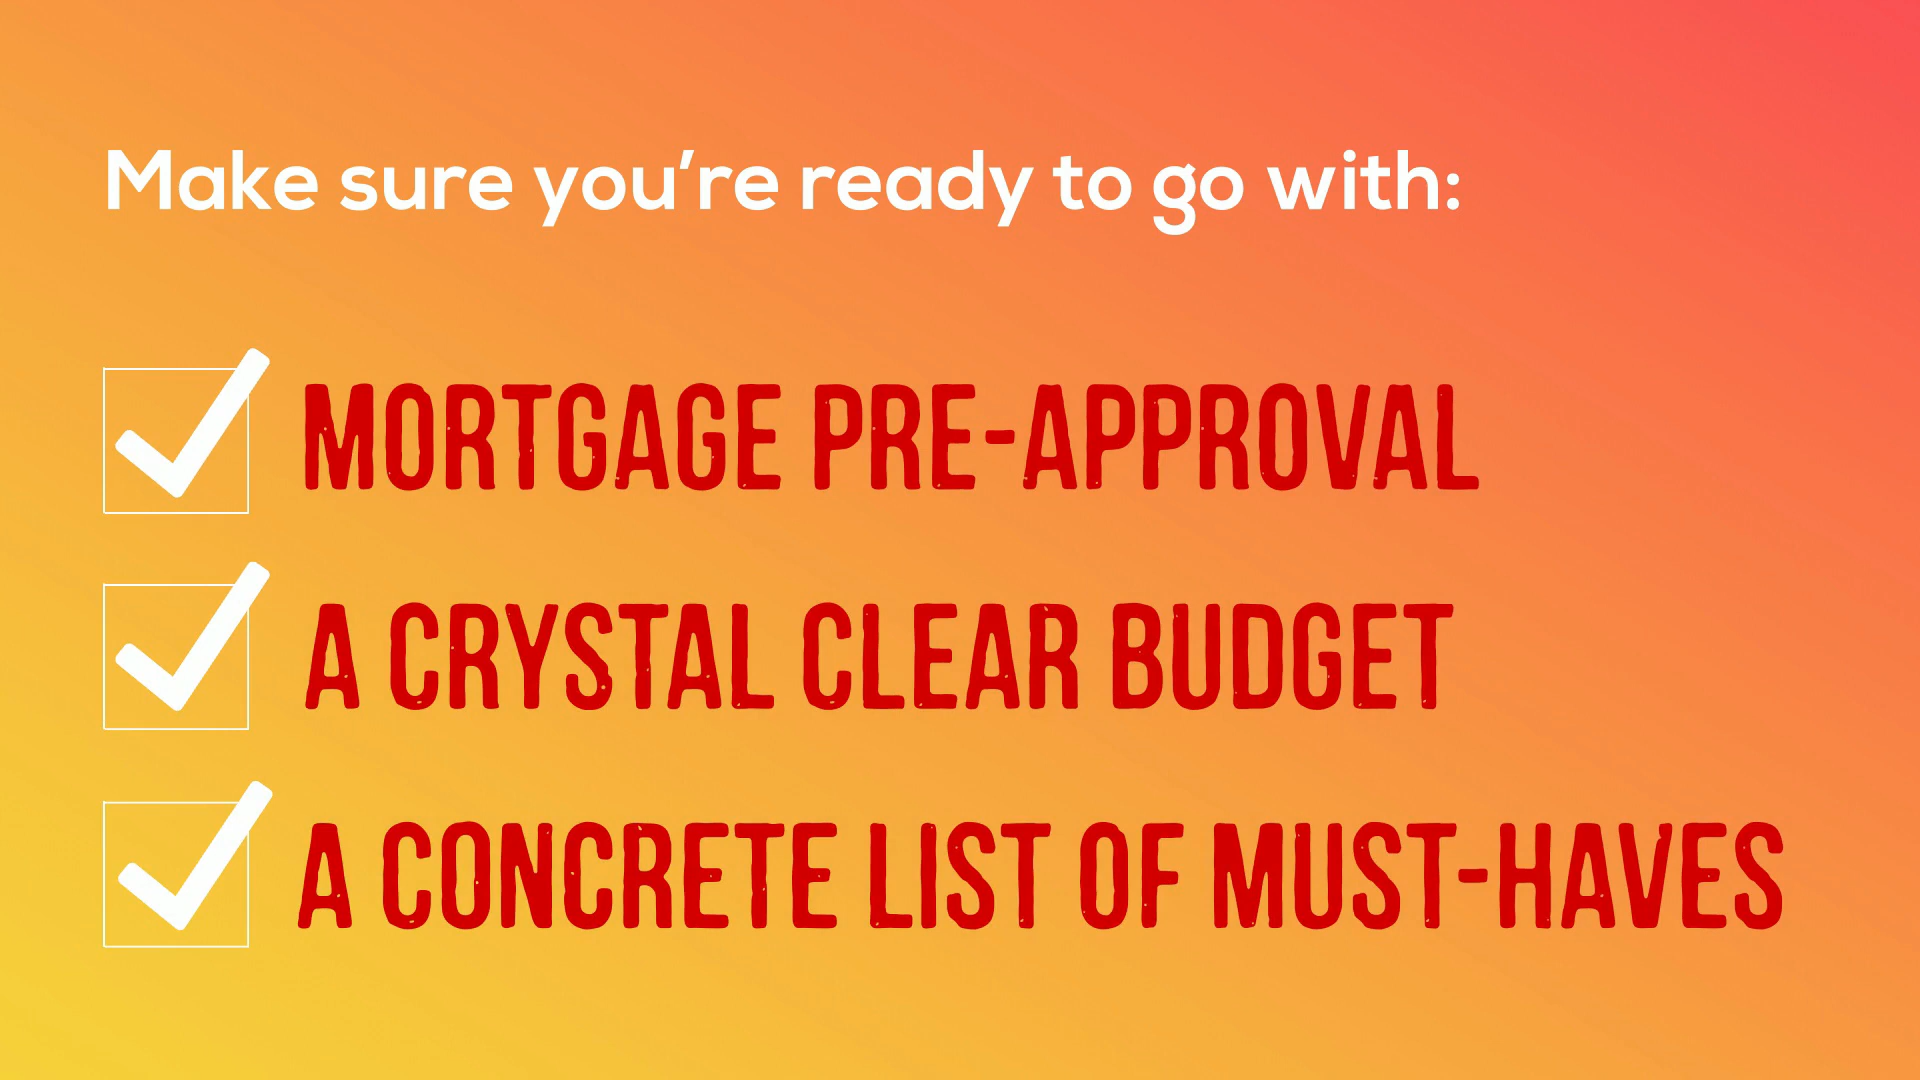 Make sure you're ready to go with:
MORTGAGE PRE-APPROVAL
A CRYSTAL CLEAR BUDGET
A CONCRETE LIST OF MUST-HAVES